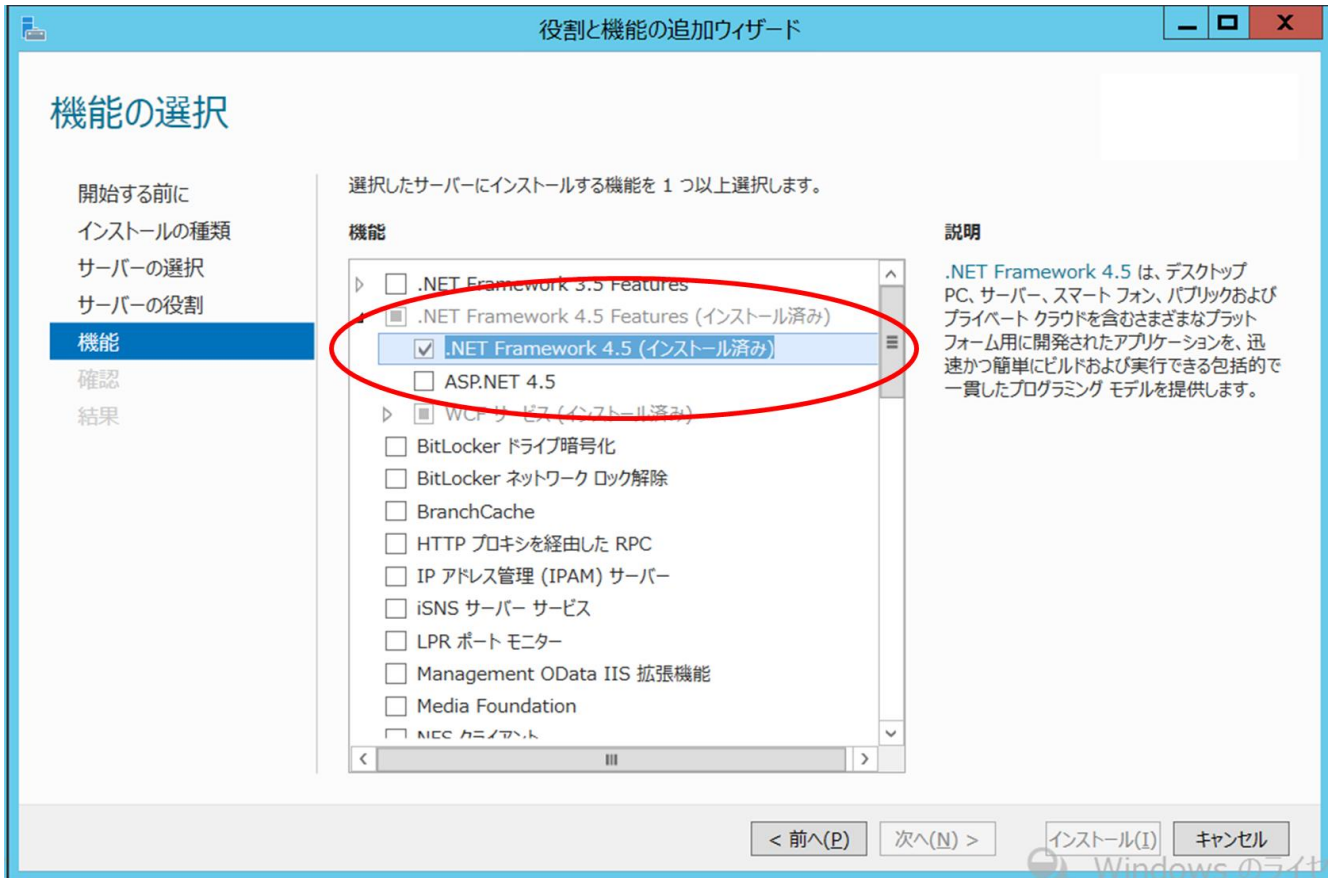 役割と機能の追加ウィザード
機能の選択
開始する前に
インストールの種類
サーバーの選択
サーバーの役割
機能
確認
結果
選択したサーバーにインストールする機能を 1 つ以上選択します。
機能
.NET Framework 3.5 Features
.NET Framework 4.5 Features (インストール済み)
.NET Framework 4.5 (インストール済み)
ASP.NET 4.5
WCF サービス (インストール済み)
BitLocker ドライブ暗号化
BitLocker ネットワーク ロック解除
BranchCache
HTTP プロキシを経由した RPC
IP アドレス管理 (IPAM) サーバー
iSNS サーバー サービス
LPR ポート モニター
Management OData IIS 拡張機能
Media Foundation
NFS クライアント
説明
.NET Framework 4.5 は、デスクトップ
PC、サーバー、スマート フォン、パブリックおよび
プライベート クラウドを含むさまざまなプラット
フォーム用に開発されたアプリケーションを、迅
速かつ簡単にビルドおよび実行できる包括的で
一貫したプログラミング モデルを提供します。
< 前へ(P)
次へ(N) >
インストール(I)
キャンセル
Windows のライセ